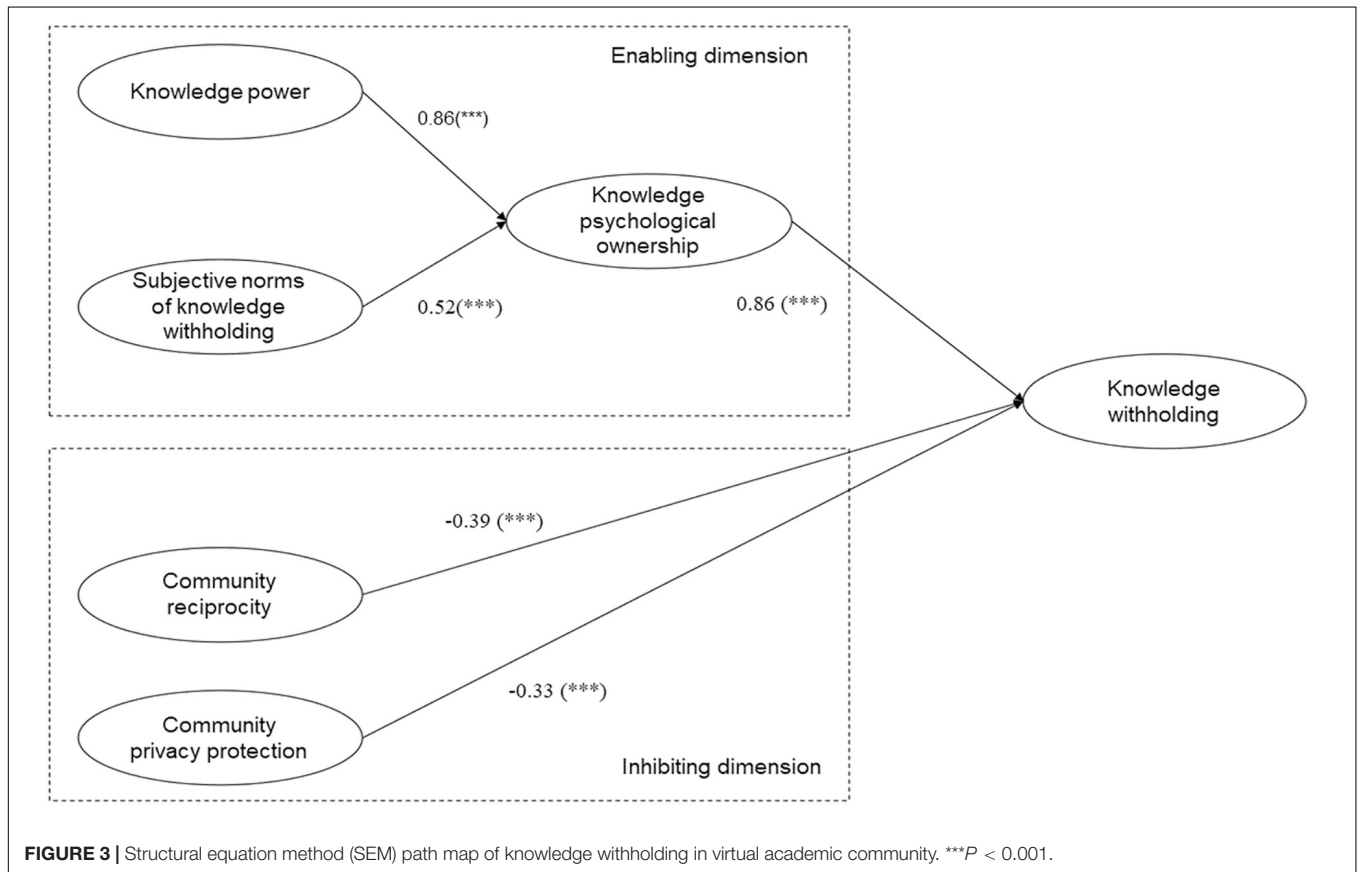 Enabling dimension
Knowledge power
0.86(***)
Knowledge
psychological
ownership
Subjective norms
of knowledge
withholding
0.52(***)
0.86 (***)
Knowledge
withholding
-0.39 (***)
Community
reciprocity
-0.33 (***)
Community
privacy protection
Inhibiting dimension
FIGURE 3 | Structural equation method (SEM) path map of knowledge withholding in virtual academic community. ***P < 0.001.